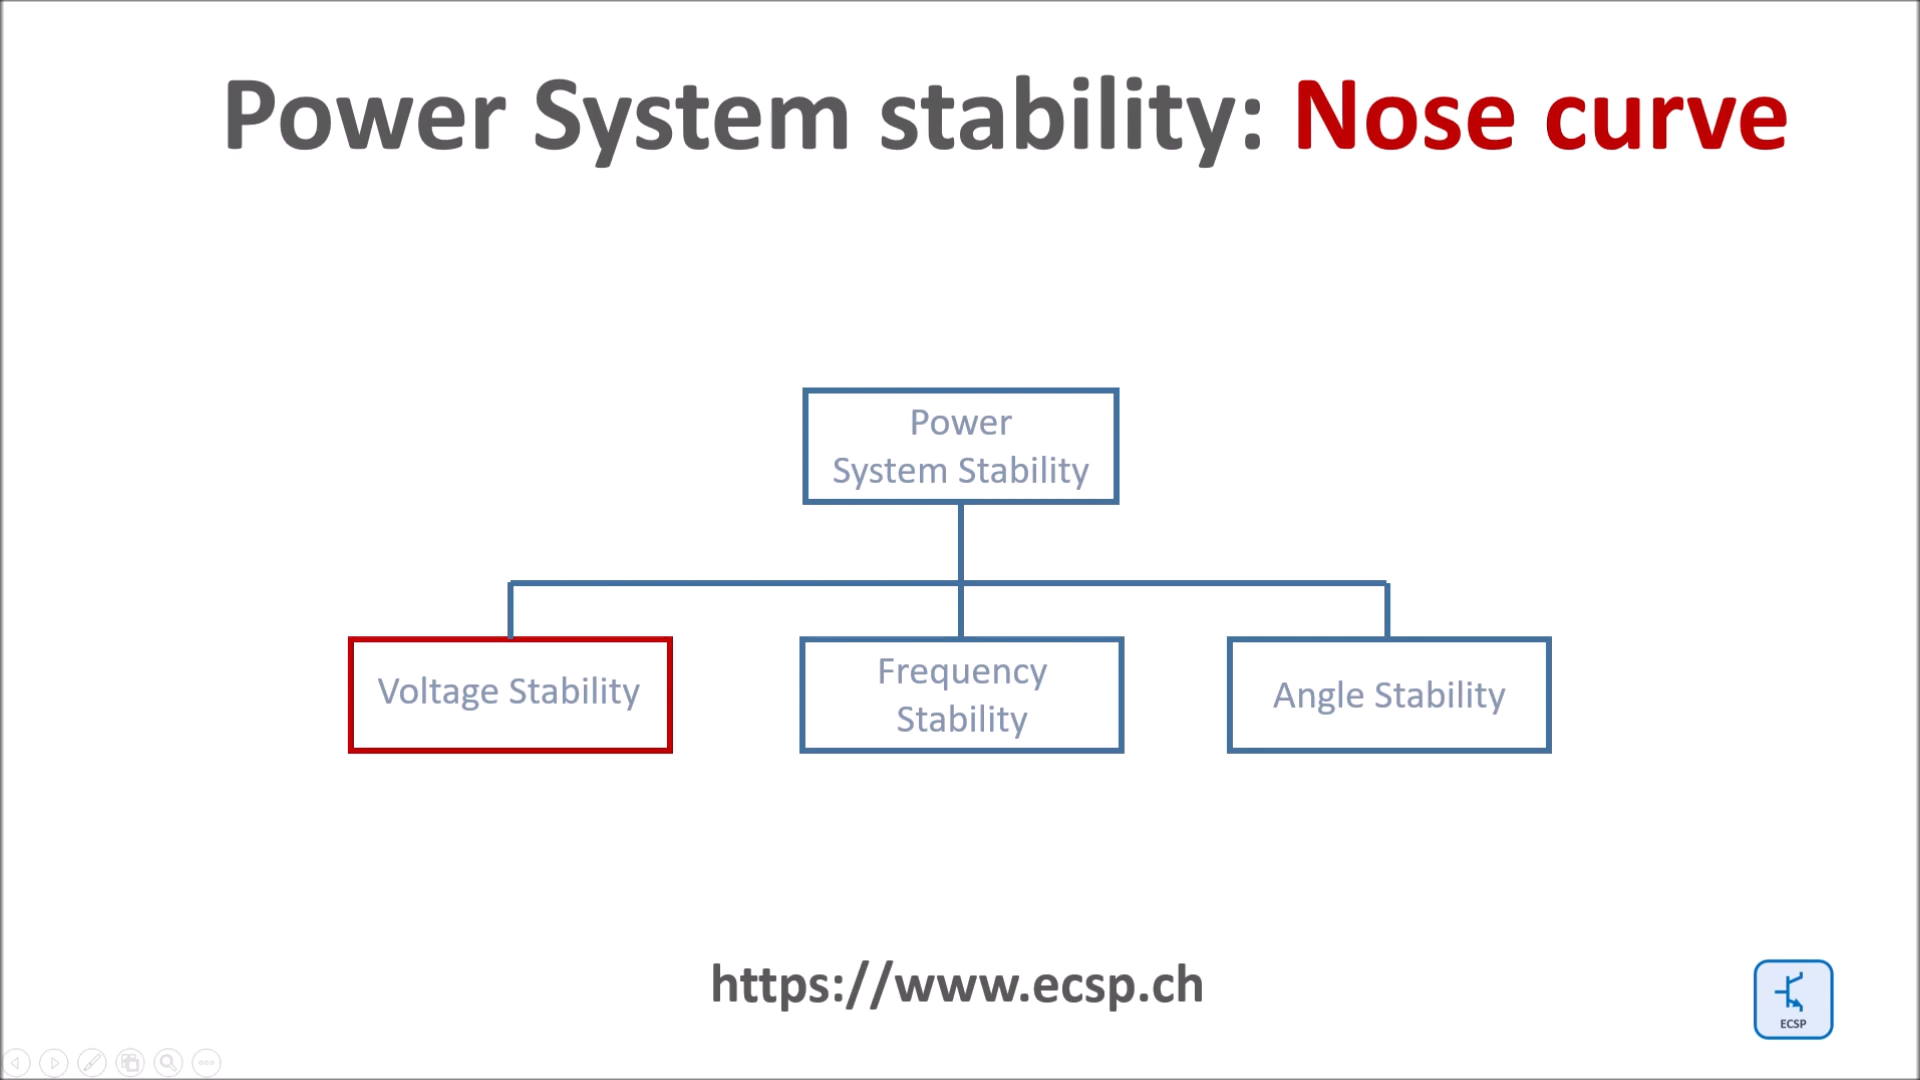 Power System stability: Nose curve
Power
System Stability
Voltage Stability
Frequency
Stability
Angle Stability
https://www.ecsp.ch
ECSP